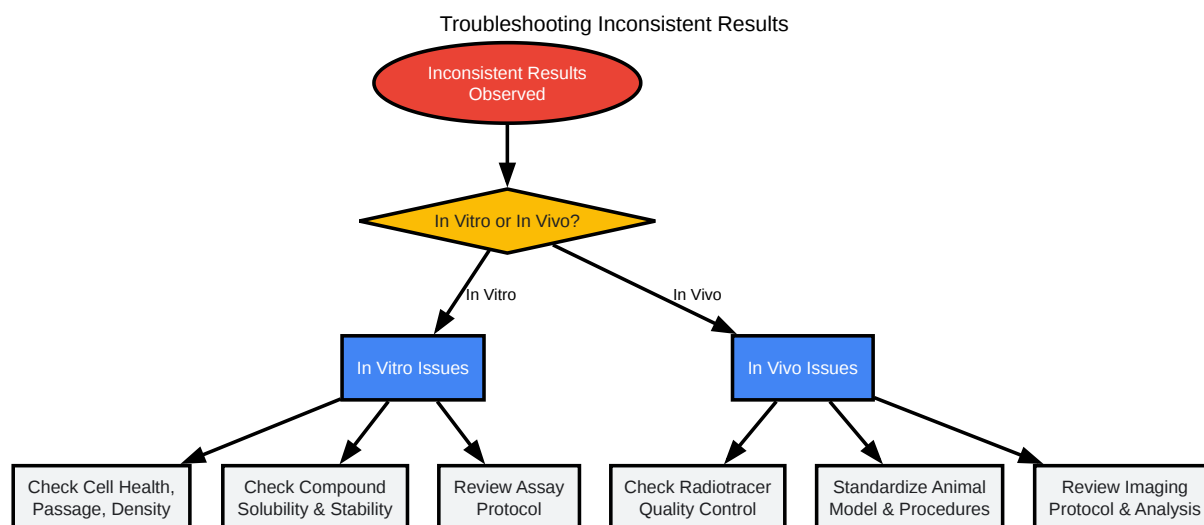 Troubleshooting Inconsistent Results
Inconsistent Results
Observed
In Vitro or In Vivo?
In Vitro
In Vivo
In Vitro Issues
In Vivo Issues
Check Cell Health,
Passage, Density
Check Compound
Solubility & Stability
Review Assay
Protocol
Check Radiotracer
Quality Control
Standardize Animal
Model & Procedures
Review Imaging
Protocol & Analysis